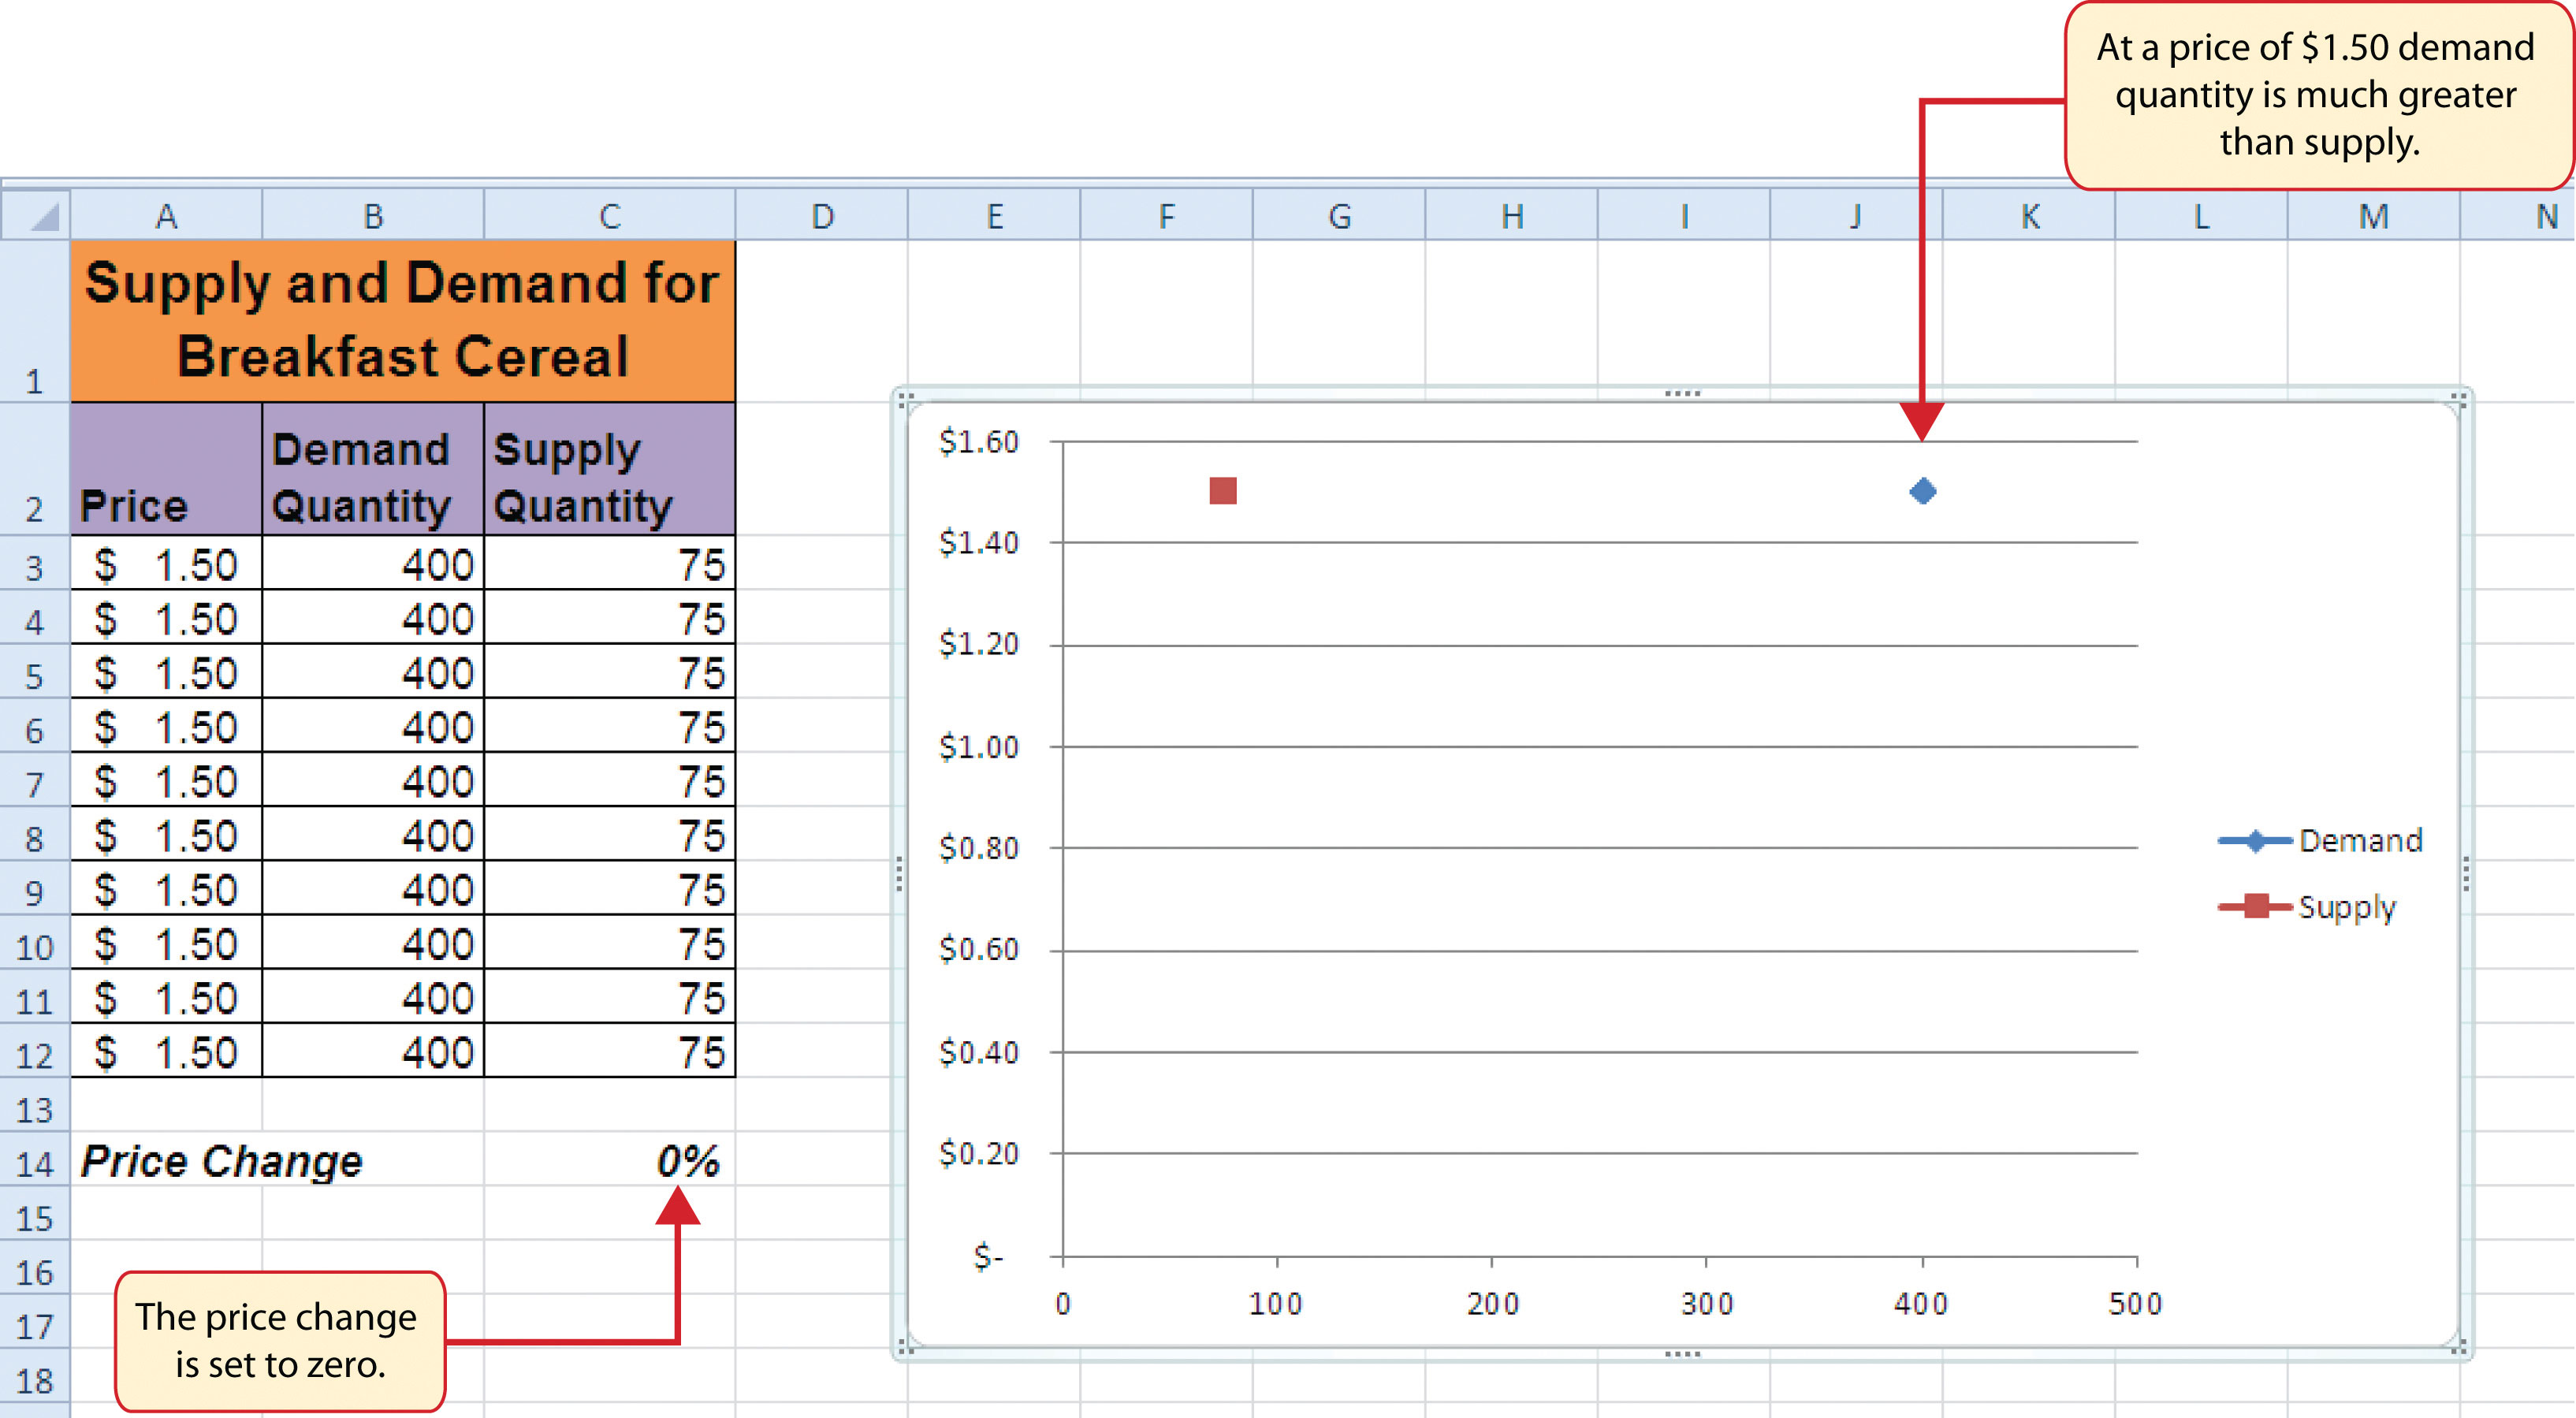 At a price of $1.50 demand
quantity is much greater
than supply.
A B C D E F G H I J K L M N
1 Supply and Demand for
Breakfast Cereal
2 Price Demand Quantity Supply Quantity
3 $ 1.50 400 75
4 $ 1.50 400 75
5 $ 1.50 400 75
6 $ 1.50 400 75
7 $ 1.50 400 75
8 $ 1.50 400 75
9 $ 1.50 400 75
10 $ 1.50 400 75
11 $ 1.50 400 75
12 $ 1.50 400 75
13
14 Price Change 0%
15
16
17
18
The price change
is set to zero.
$1.60
$1.40
$1.20
$1.00
$0.80
$0.60
$0.40
$0.20
$-
0 100 200 300 400 500
Demand
Supply